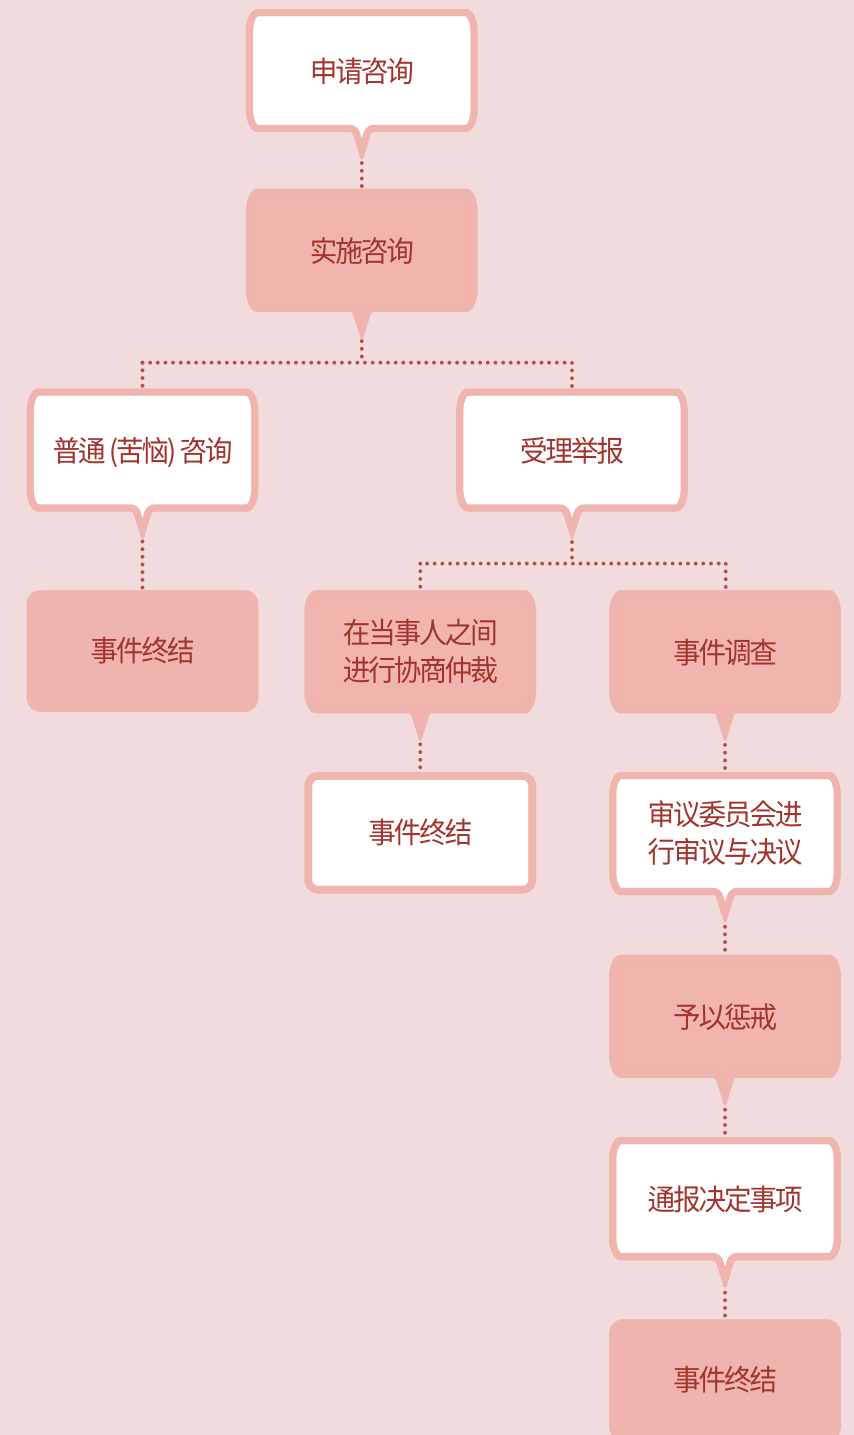 申请咨询
实施咨询
普通 (苦恼) 咨询
受理举报
事件终结
在当事人之间
进行协商仲裁
事件调查
事件终结
审议委员会进
行审议与决议
予以惩戒
通报决定事项
事件终结